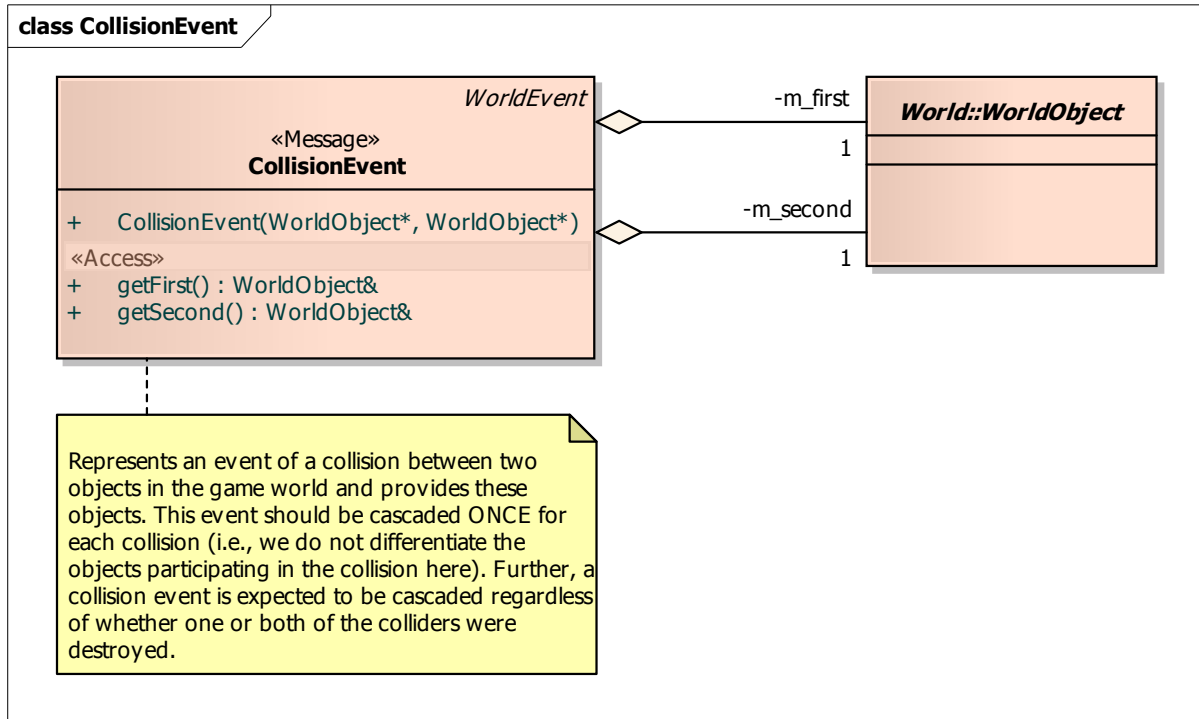 class CollisionEvent
WorldEvent
«Message»
CollisionEvent
+ CollisionEvent(WorldObject*, WorldObject*)
«Access»
+ getFirst() : WorldObject&
+ getSecond() : WorldObject&
-m_first
1
-m_second
1
World::WorldObject
Represents an event of a collision between two
objects in the game world and provides these
objects. This event should be cascaded ONCE for
each collision (i.e., we do not differentiate the
objects participating in the collision here). Further, a
collision event is expected to be cascaded regardless
of whether one or both of the colliders were
destroyed.